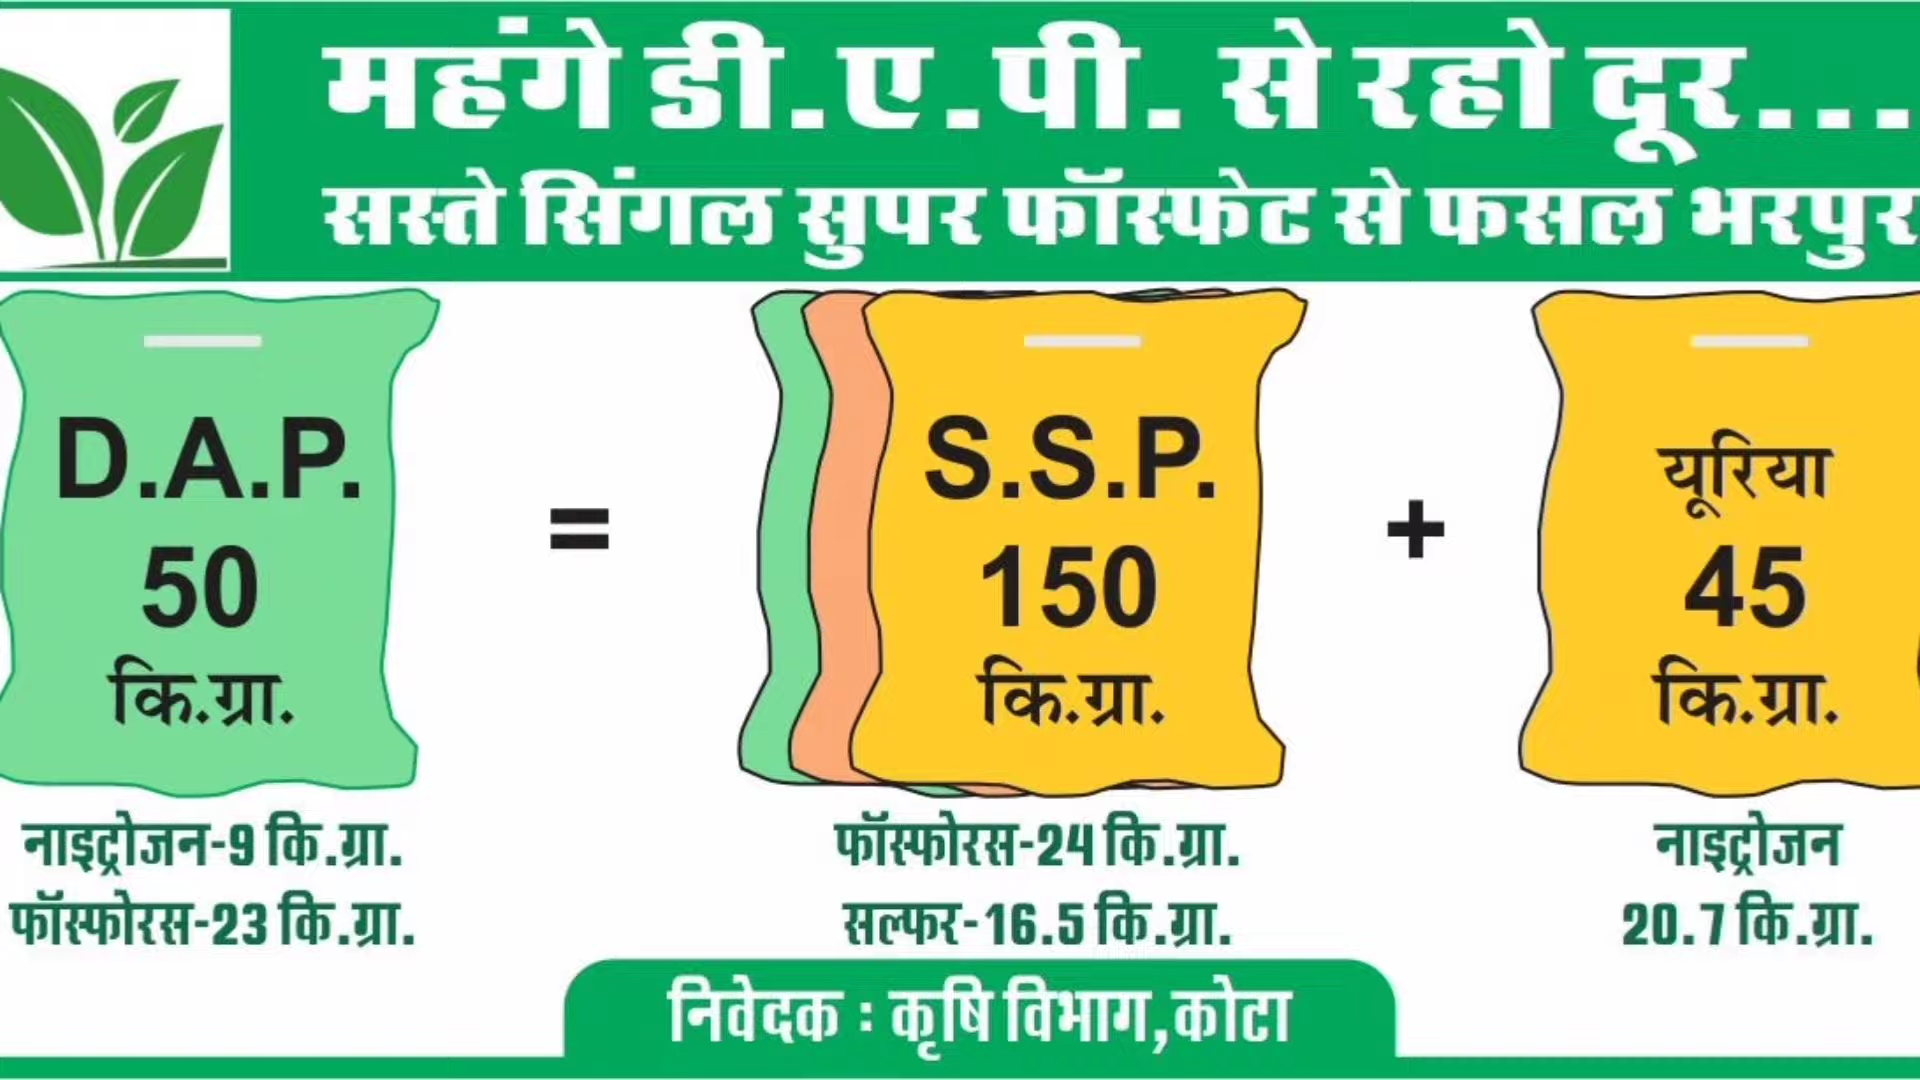 महंगे डी.ए.पी. से रहो दूर...
सस्ते सिंगल सुपर फॉस्फेट से फसल भरपुर
D.A.P.
50
कि.ग्रा.
=
S.S.P.
150
कि.ग्रा.
+
यूरिया
45
कि.ग्रा.
नाइट्रोजन-9 कि.ग्रा.
फॉस्फोरस-23 कि.ग्रा.
फॉस्फोरस-24 कि.ग्रा.
सल्फर-16.5 कि.ग्रा.
नाइट्रोजन
20.7 कि.ग्रा.
निवेदक : कृषि विभाग,कोटा